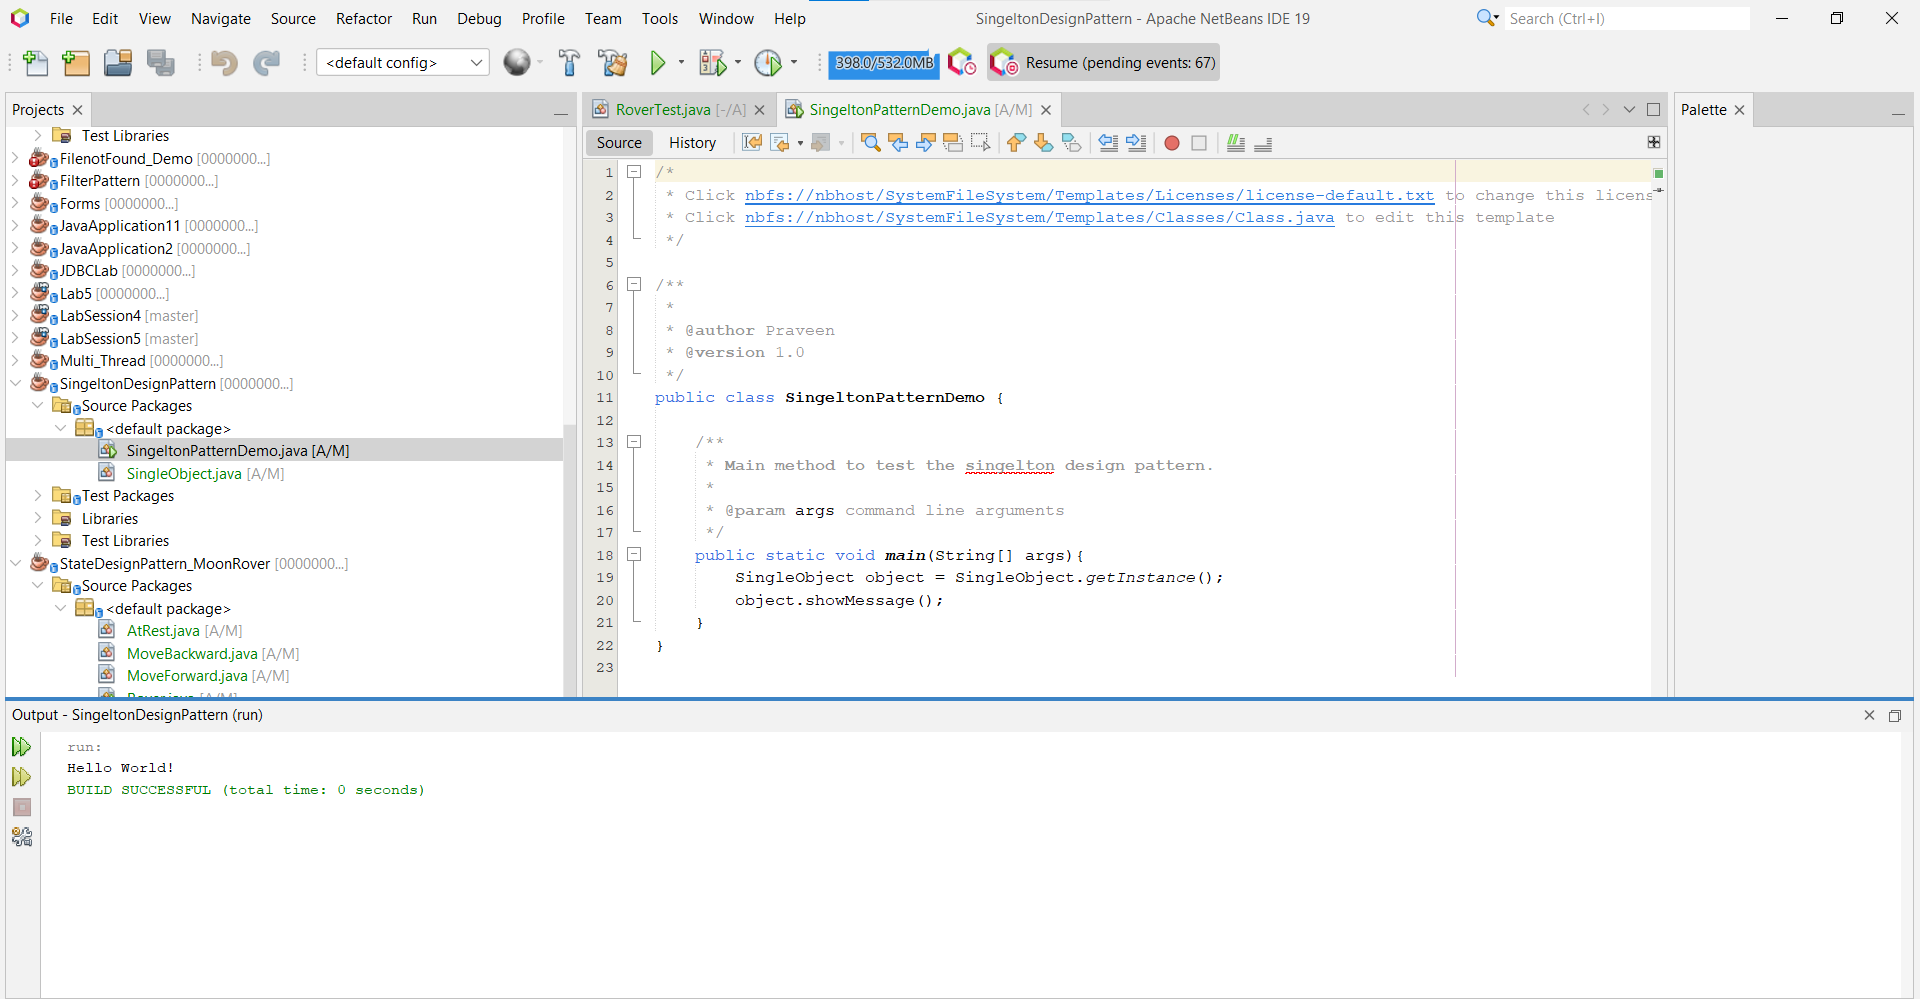 File Edit View Navigate Source Refactor Run Debug Profile Team Tools Window Help
SingeltonDesignPattern - Apache NetBeans IDE 19
Search (Ctrl+I)
<default config>
398.0/532.0MB
Resume (pending events: 67)
Projects
Test Libraries
FilenotFound_Demo [0000000...]
FilterPattern [0000000...]
Forms [0000000...]
JavaApplication11 [0000000...]
JavaApplication2 [0000000...]
JDBCLab [0000000...]
Lab5 [0000000...]
LabSession4 [master]
LabSession5 [master]
Multi_Thread [0000000...]
SingeltonDesignPattern [0000000...]
Source Packages
<default package>
SingeltonPatternDemo.java [A/M]
SingleObject.java [A/M]
Test Packages
Libraries
Test Libraries
StateDesignPattern_MoonRover [0000000...]
Source Packages
<default package>
AtRest.java [A/M]
MoveBackward.java [A/M]
MoveForward.java [A/M]
Rover.java [A/M]
RoverTest.java [-/A]
SingeltonPatternDemo.java [A/M]
Source History
1 /*
2 * Click nbfs://nbhost/SystemFileSystem/Templates/Licenses/license-default.txt to change this licens
3 * Click nbfs://nbhost/SystemFileSystem/Templates/Classes/Class.java to edit this template
4 */
5
6 /**
7 *
8 * @author Praveen
9 * @version 1.0
10 */
11 public class SingeltonPatternDemo {
12
13 /**
14 * Main method to test the singelton design pattern.
15 *
16 * @param args command line arguments
17 */
18 public static void main(String[] args){
19 SingleObject object = SingleObject.getInstance();
20 object.showMessage();
21 }
22 }
23
Palette
Output - SingeltonDesignPattern (run)
run:
Hello World!
BUILD SUCCESSFUL (total time: 0 seconds)